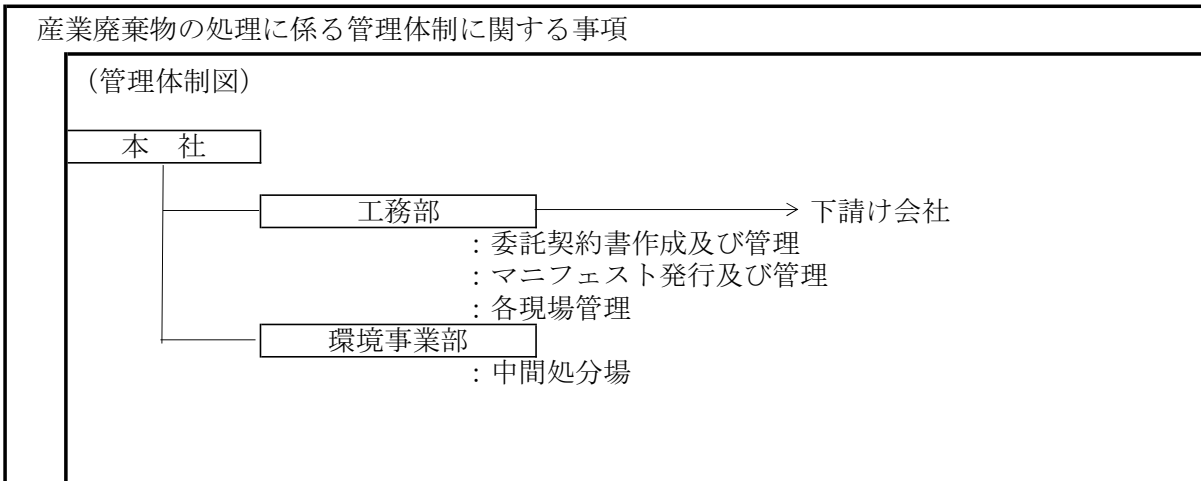 産業廃棄物の処理に係る管理体制に関する事項
（管理体制図）
本　社
工務部
下請け会社
：委託契約書作成及び管理
：マニフェスト発行及び管理
：各現場管理
環境事業部
：中間処分場